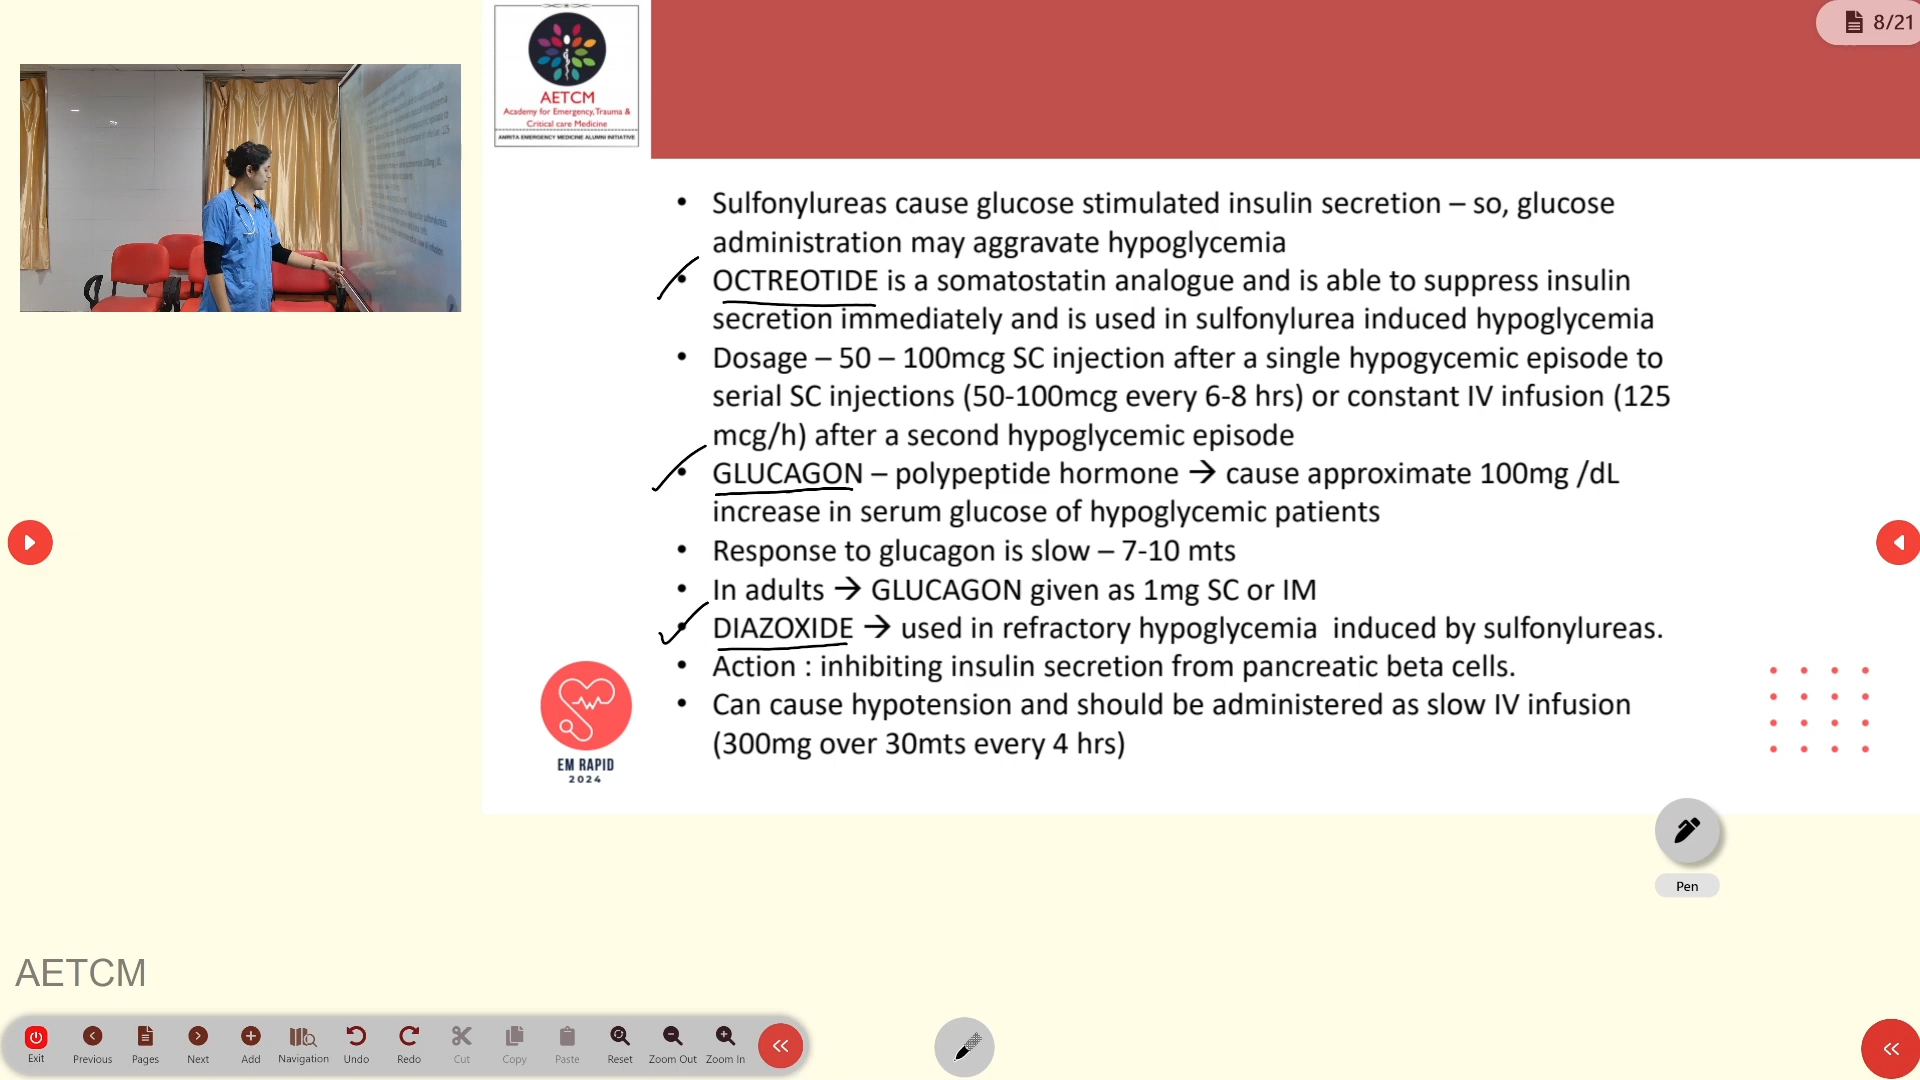 AETCM
Academy for Emergency, Trauma &
Critical care Medicine
AMRITA EMERGENCY MEDICINE ALUMNI INITIATIVE
8/21
• Sulfonylureas cause glucose stimulated insulin secretion – so, glucose
administration may aggravate hypoglycemia
• OCTREOTIDE is a somatostatin analogue and is able to suppress insulin
secretion immediately and is used in sulfonylurea induced hypoglycemia
• Dosage – 50 – 100mcg SC injection after a single hypogycemic episode to
serial SC injections (50-100mcg every 6-8 hrs) or constant IV infusion (125
mcg/h) after a second hypoglycemic episode
• GLUCAGON – polypeptide hormone → cause approximate 100mg /dL
increase in serum glucose of hypoglycemic patients
• Response to glucagon is slow – 7-10 mts
• In adults → GLUCAGON given as 1mg SC or IM
• DIAZOXIDE → used in refractory hypoglycemia induced by sulfonylureas.
• Action : inhibiting insulin secretion from pancreatic beta cells.
• Can cause hypotension and should be administered as slow IV infusion
(300mg over 30mts every 4 hrs)
EM RAPID
2024
Pen
AETCM
Exit Previous Pages Next Add Navigation Undo Redo Cut Copy Paste Reset Zoom Out Zoom In